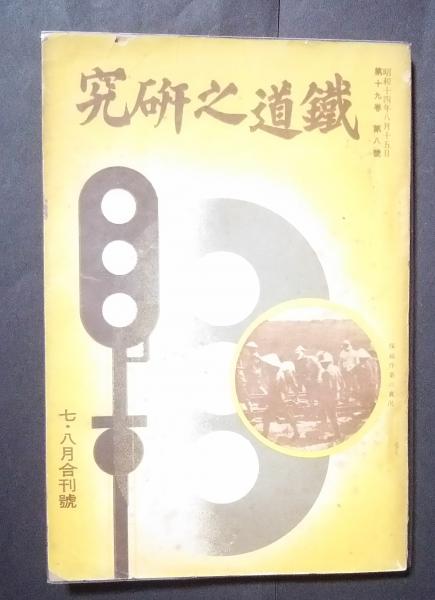 鐵道之硏究
昭和十四年八月十五日
第十九卷　第八號
七・八月合刊號